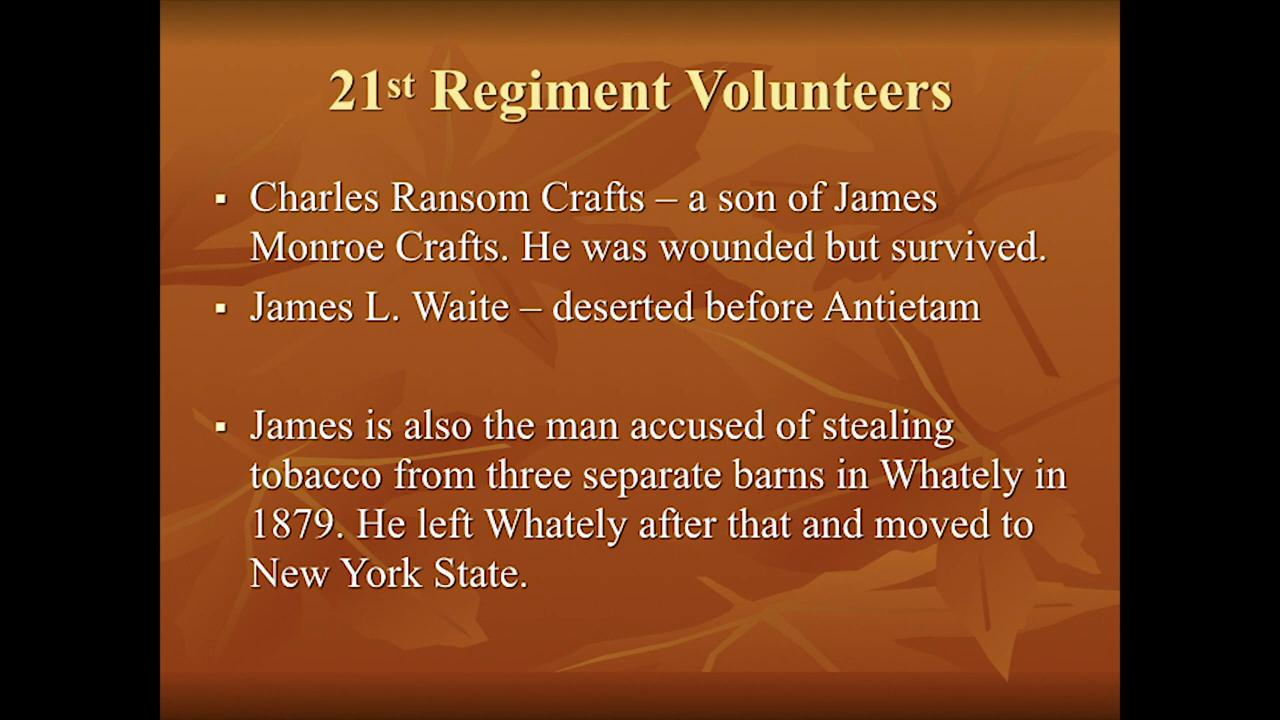 21st Regiment Volunteers
▪ Charles Ransom Crafts – a son of James
Monroe Crafts. He was wounded but survived.
▪ James L. Waite – deserted before Antietam
▪ James is also the man accused of stealing
tobacco from three separate barns in Whately in
1879. He left Whately after that and moved to
New York State.